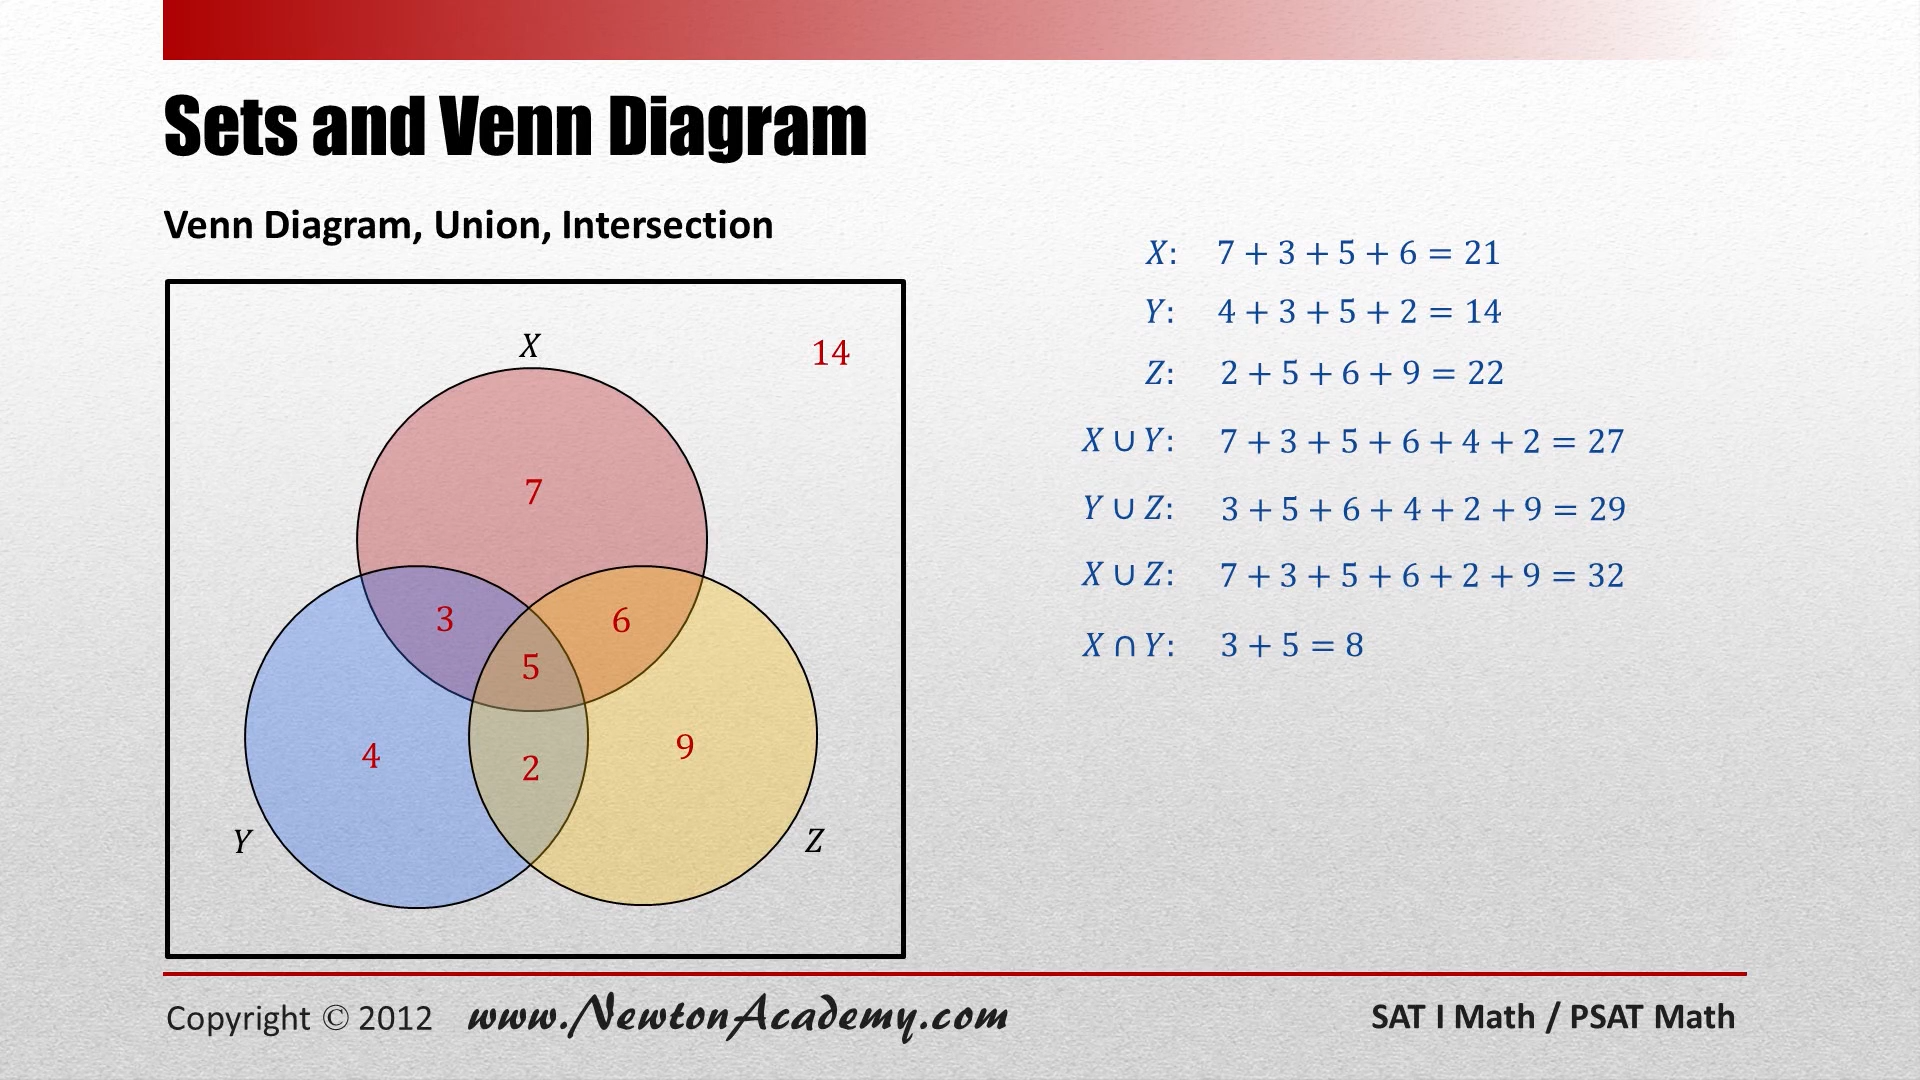 Sets and Venn Diagram
Venn Diagram, Union, Intersection
X
14
7
3
6
5
4
2
9
Y
Z
X: 7 + 3 + 5 + 6 = 21
Y: 4 + 3 + 5 + 2 = 14
Z: 2 + 5 + 6 + 9 = 22
X ∪ Y: 7 + 3 + 5 + 6 + 4 + 2 = 27
Y ∪ Z: 3 + 5 + 6 + 4 + 2 + 9 = 29
X ∪ Z: 7 + 3 + 5 + 6 + 2 + 9 = 32
X ∩ Y: 3 + 5 = 8
Copyright © 2012 www.NewtonAcademy.com
SAT I Math / PSAT Math